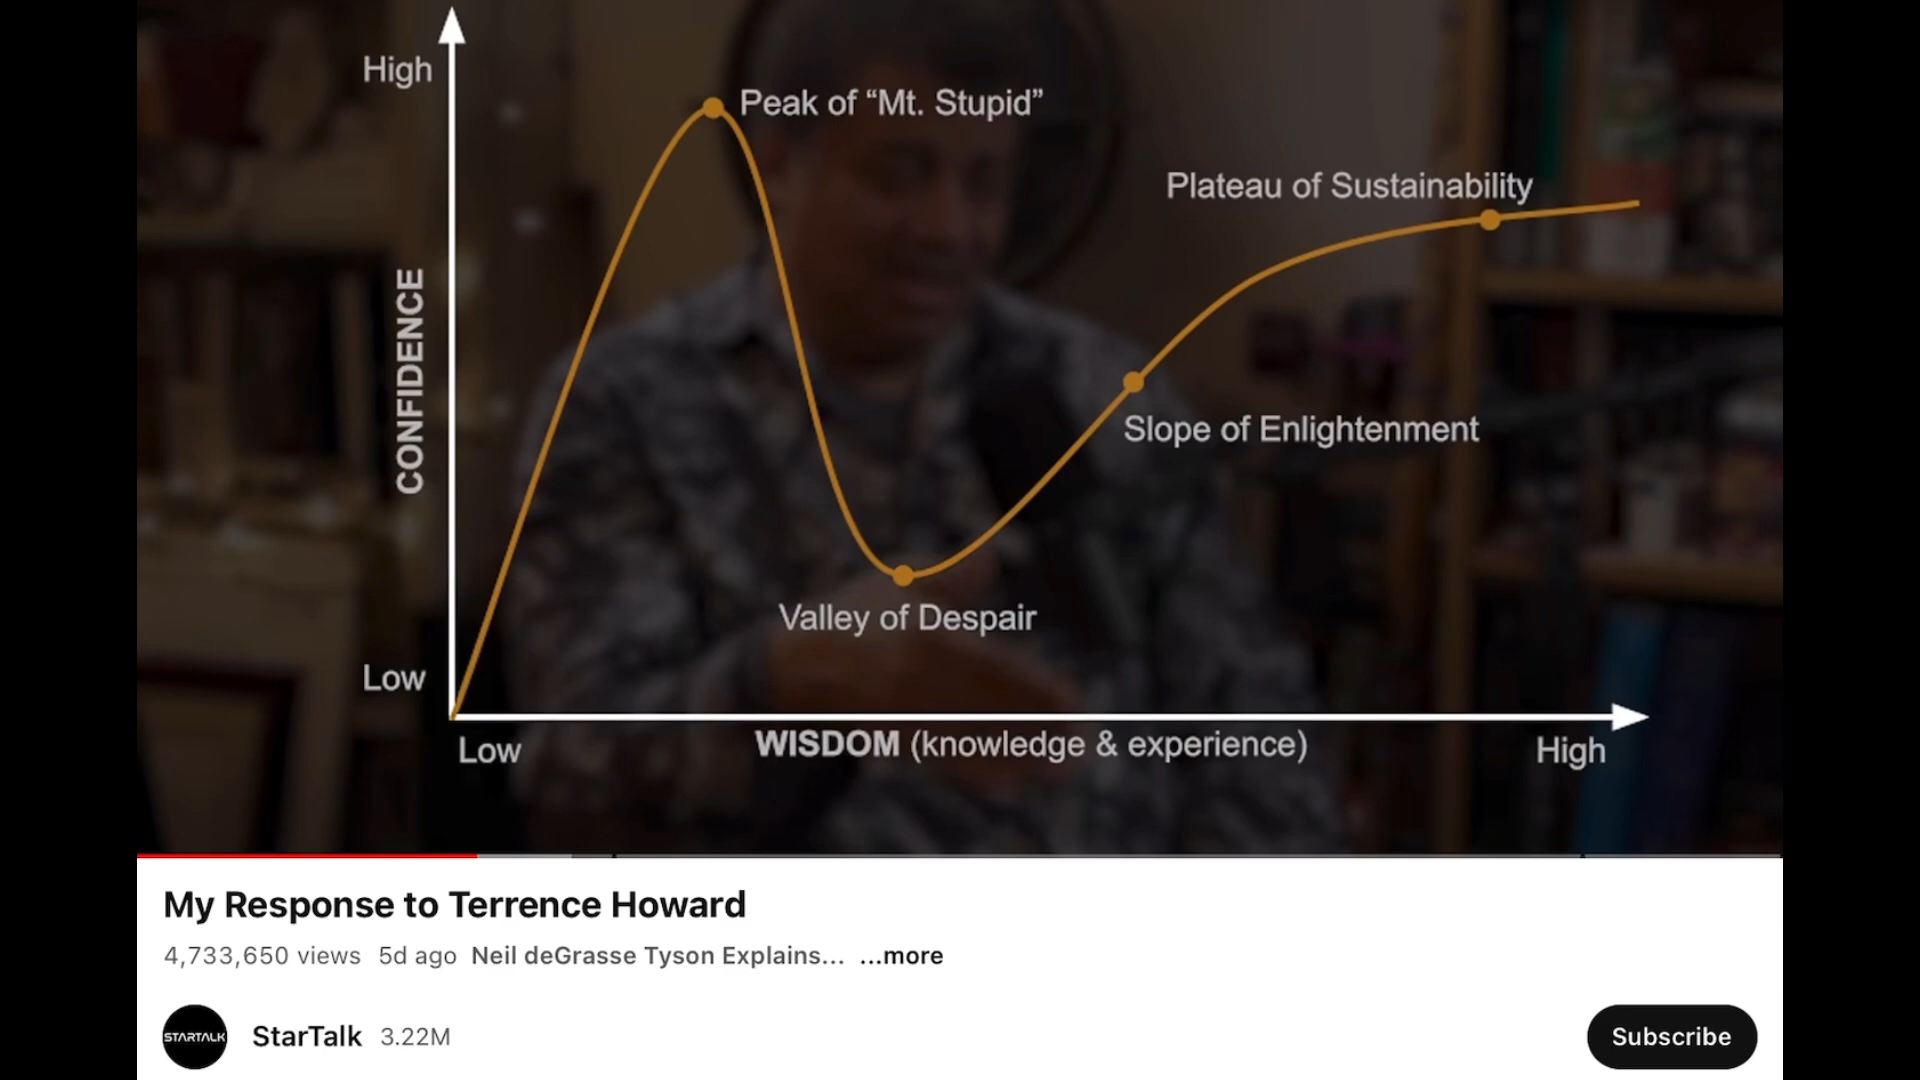 High
Peak of “Mt. Stupid”
Plateau of Sustainability
CONFIDENCE
Slope of Enlightenment
Valley of Despair
Low
Low
WISDOM (knowledge & experience)
High
My Response to Terrence Howard
4,733,650 views 5d ago Neil deGrasse Tyson Explains... ...more
STARTALK
StarTalk 3.22M
Subscribe